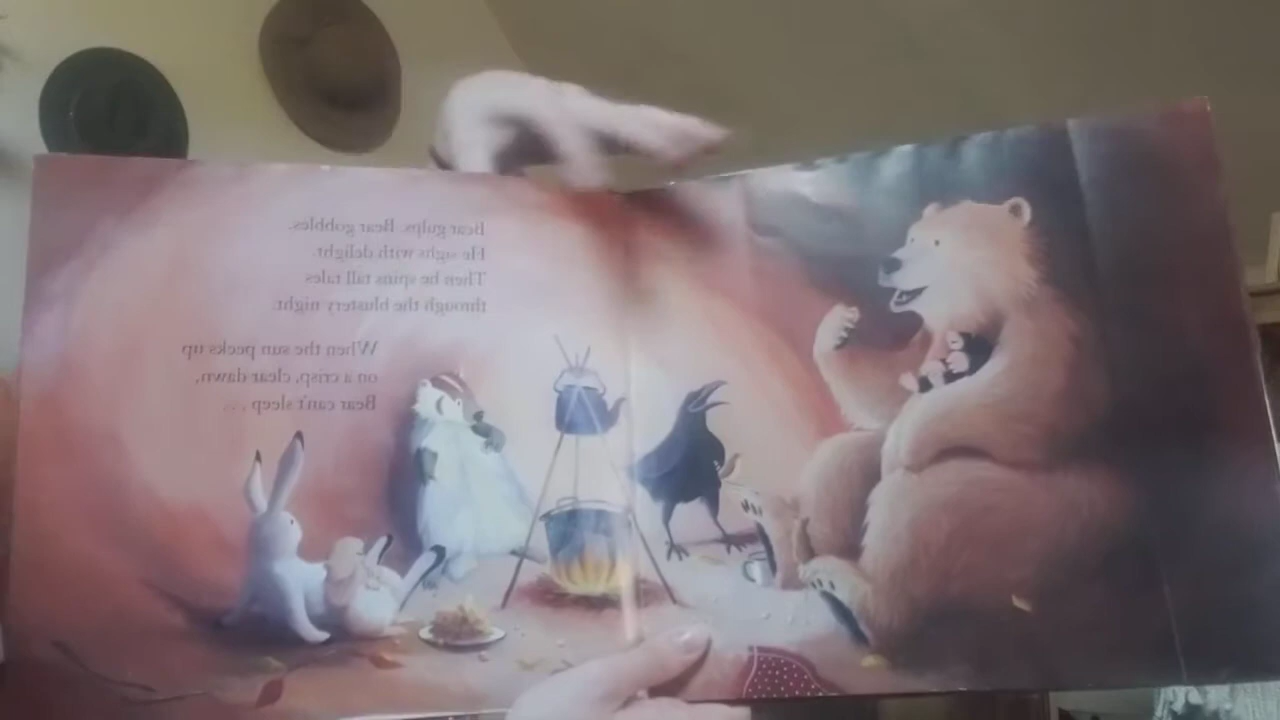 Bear gulps. Bear gobbles.
He sighs with delight.
Then he spins tall tales
through the blustery night.
When the sun peeks up
on a crisp, clear dawn,
Bear can't sleep . . .